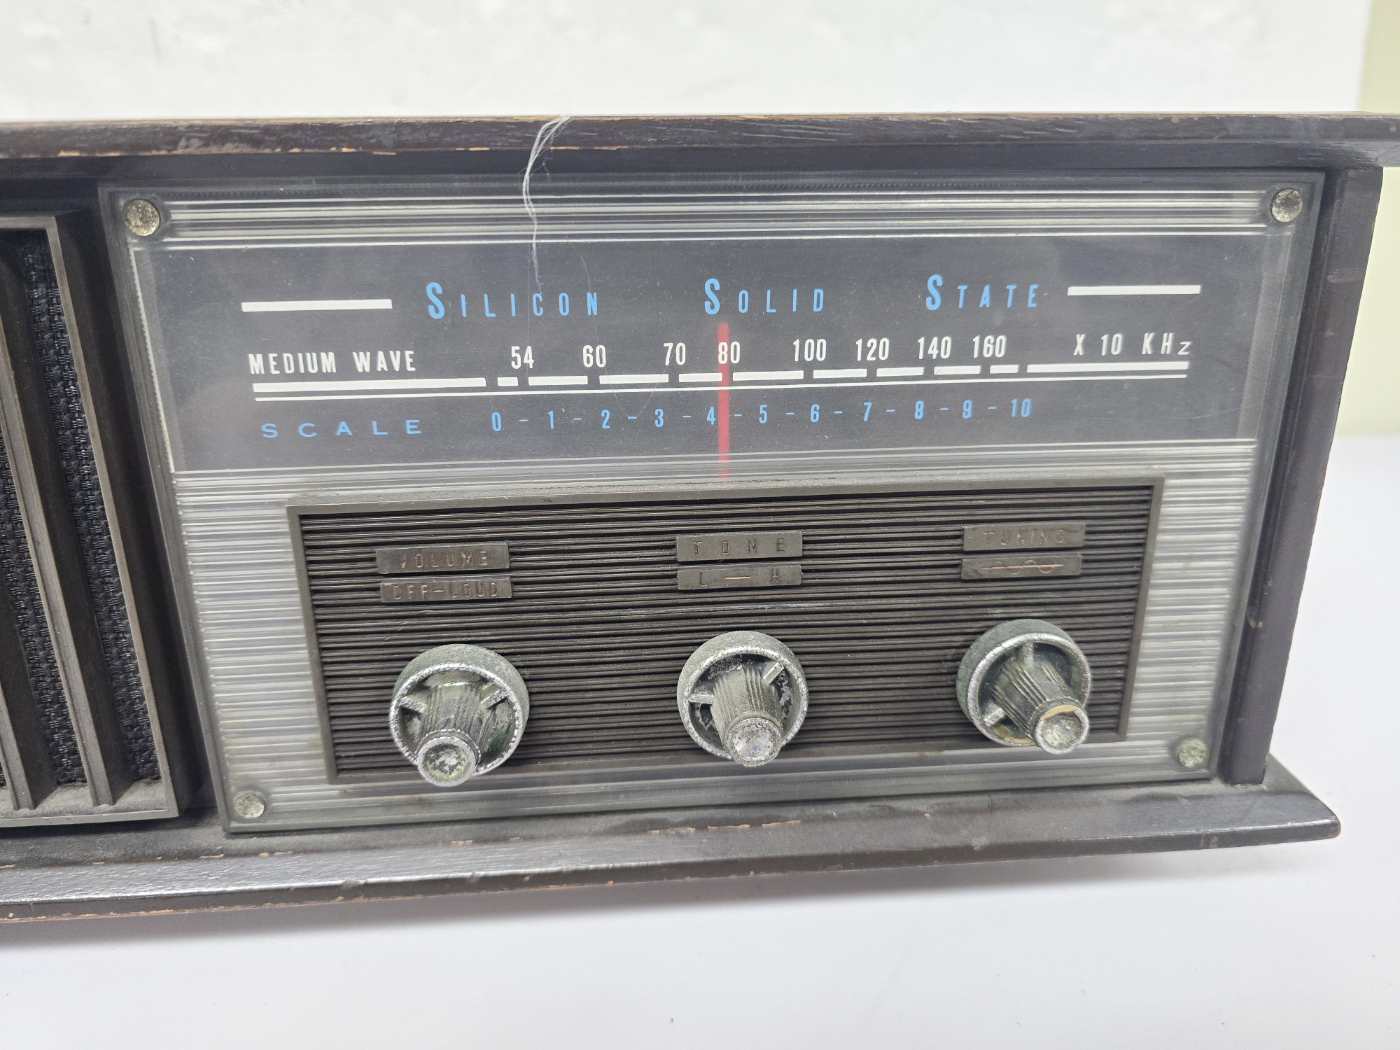 SILICON SOLID STATE
MEDIUM WAVE 54 60 70 80 100 120 140 160 X 10 KHz
SCALE 0 - 1 - 2 - 3 - 4 - 5 - 6 - 7 - 8 - 9 - 10
VOLUME TONE TUNING
OFF-LOUD L — H